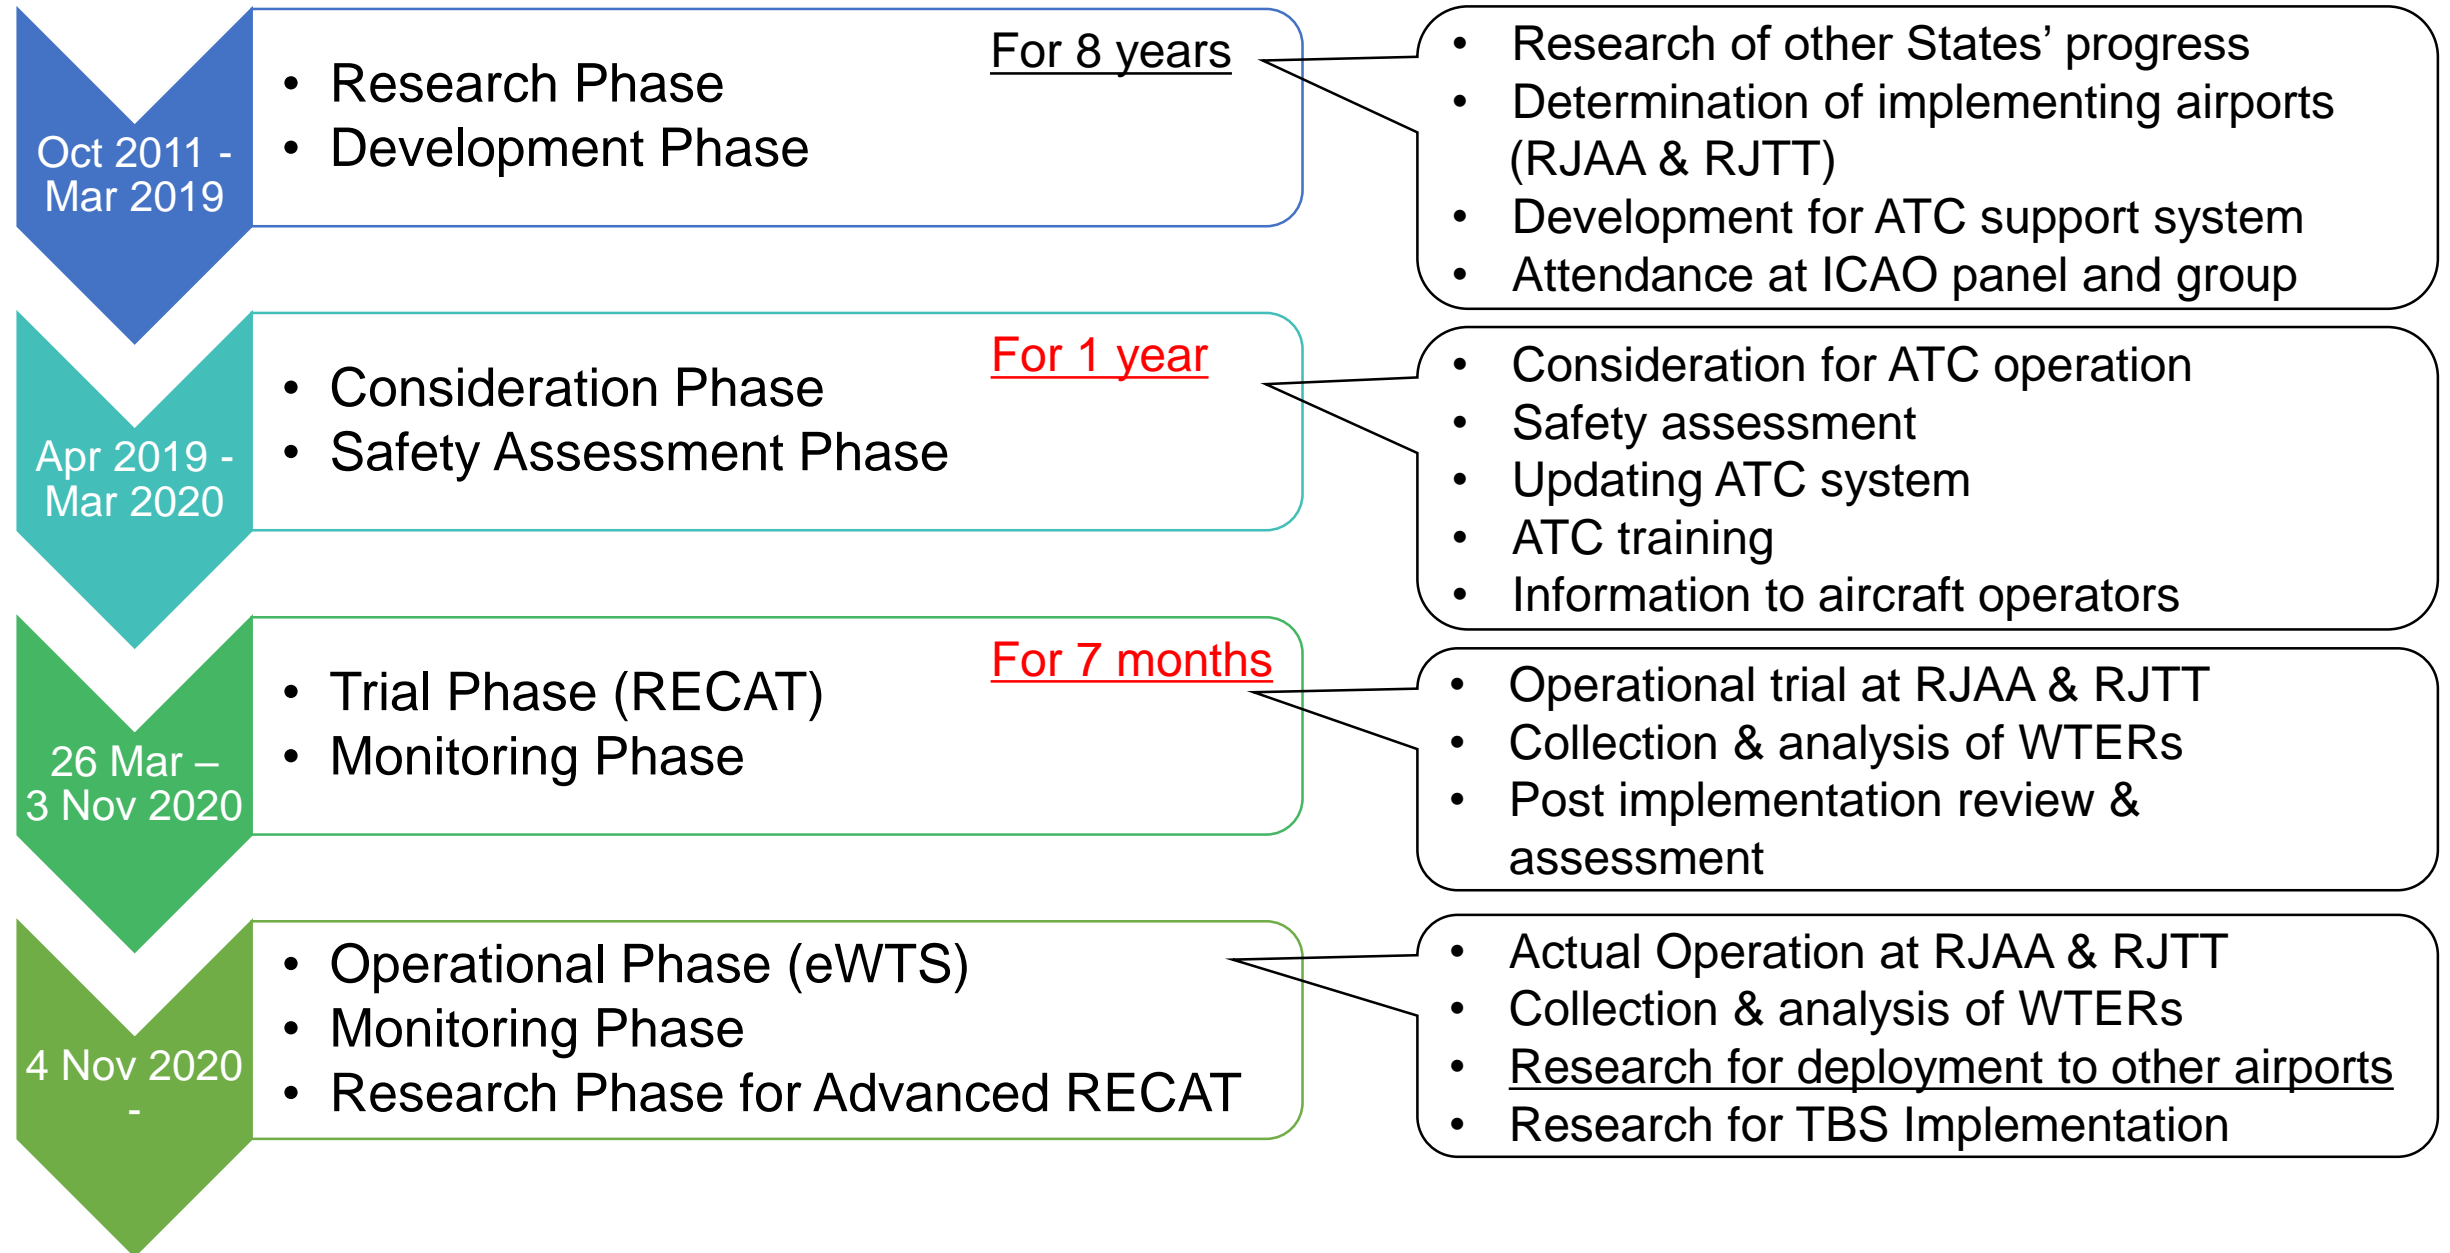 Oct 2011 -
Mar 2019
• Research Phase
• Development Phase
For 8 years
• Research of other States’ progress
• Determination of implementing airports
(RJAA & RJTT)
• Development for ATC support system
• Attendance at ICAO panel and group
Apr 2019 -
Mar 2020
• Consideration Phase
• Safety Assessment Phase
For 1 year
• Consideration for ATC operation
• Safety assessment
• Updating ATC system
• ATC training
• Information to aircraft operators
26 Mar –
3 Nov 2020
• Trial Phase (RECAT)
• Monitoring Phase
For 7 months
• Operational trial at RJAA & RJTT
• Collection & analysis of WTERs
• Post implementation review &
assessment
4 Nov 2020
-
• Operational Phase (eWTS)
• Monitoring Phase
• Research Phase for Advanced RECAT
• Actual Operation at RJAA & RJTT
• Collection & analysis of WTERs
• Research for deployment to other airports
• Research for TBS Implementation